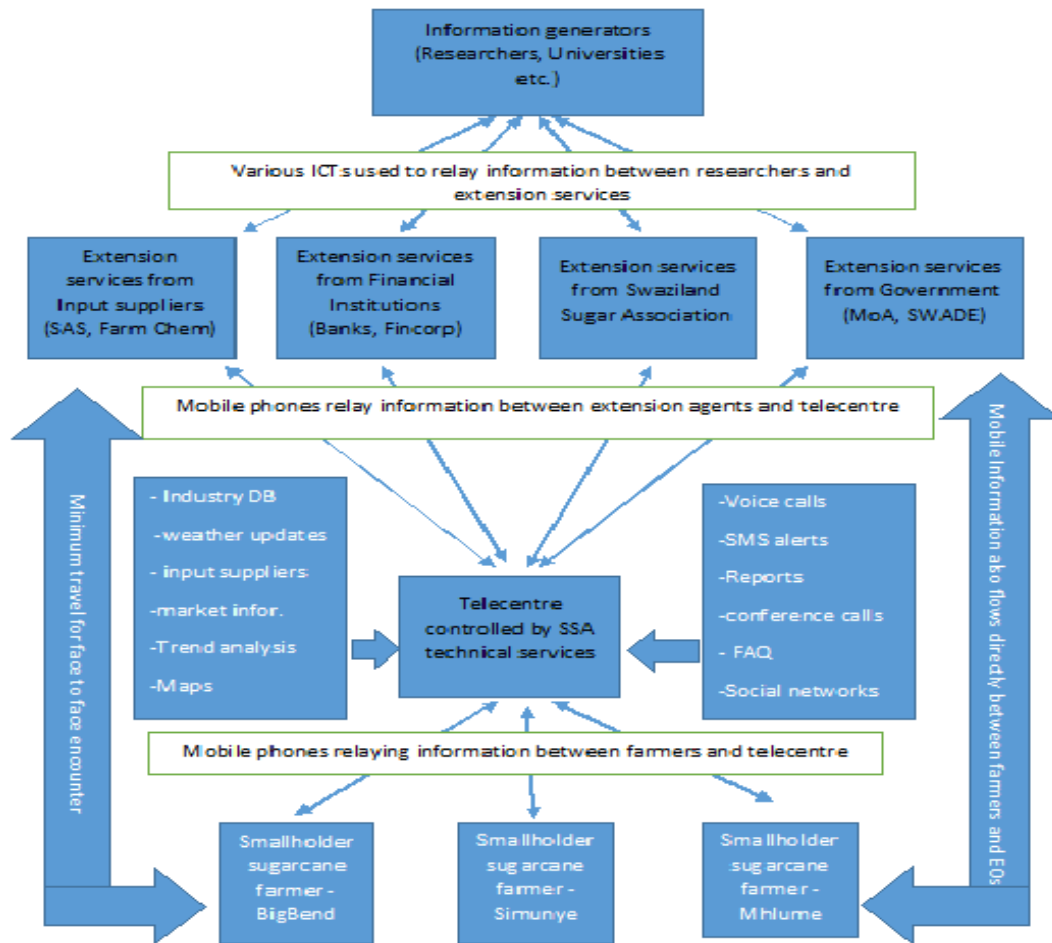 Information generators
(Researchers, Universities
etc.)
Various ICTs used to relay information between researchers and
extension services
Extension
services from
Input suppliers
(SAS, Farm Chem)
Extension services
from Financial
Institutions
(Banks, Fincorp)
Extension services
from Swaziland
Sugar Association
Extension services
from Government
(MoA, SWADE)
Mobile phones relay information between extension agents and telecentre
Minimum travel for face to face encounter
- Industry DB
-weather updates
- input suppliers
-market infor.
-Trend analysis
-Maps
Telecentre
controlled by SSA
technical services
-Voice calls
-SMS alerts
-Reports
-conference calls
- FAQ
-Social networks
Mobile Information also flows directly between farmers and EOs
Mobile phones relaying information between farmers and telecentre
Smallholder
sugarcane
farmer -
BigBend
Smallholder
sugarcane
farmer -
Simunye
Smallholder
sugarcane
farmer -
Mhlume